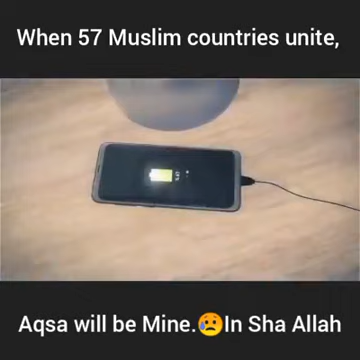 When 57 Muslim countries unite,
Aqsa will be Mine.😥In Sha Allah